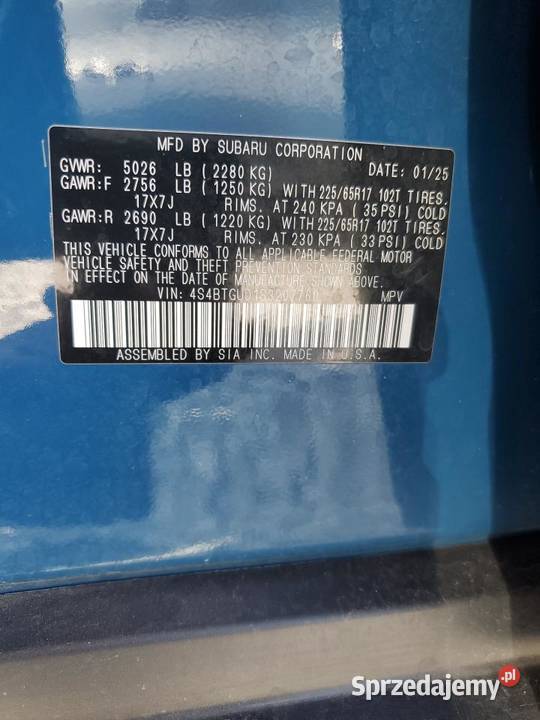 MFD BY SUBARU CORPORATION
GVWR: 5026 LB (2280 KG) DATE: 01/25
GAWR:F 2756 LB (1250 KG) WITH 225/65R17 102T TIRES.
17X7J RIMS. AT 240 KPA (35 PSI) COLD
GAWR:R 2690 LB (1220 KG) WITH 225/65R17 102T TIRES.
17X7J RIMS. AT 230 KPA (33 PSI) COLD
THIS VEHICLE CONFORMS TO ALL APPLICABLE FEDERAL MOTOR
VEHICLE SAFETY AND THEFT PREVENTION STANDARDS
IN EFFECT ON THE DATE OF MANUFACTURE SHOWN ABOVE.
VIN: MPV
ASSEMBLED BY SIA INC. MADE IN U.S.A.
Sprzedajemy.pl